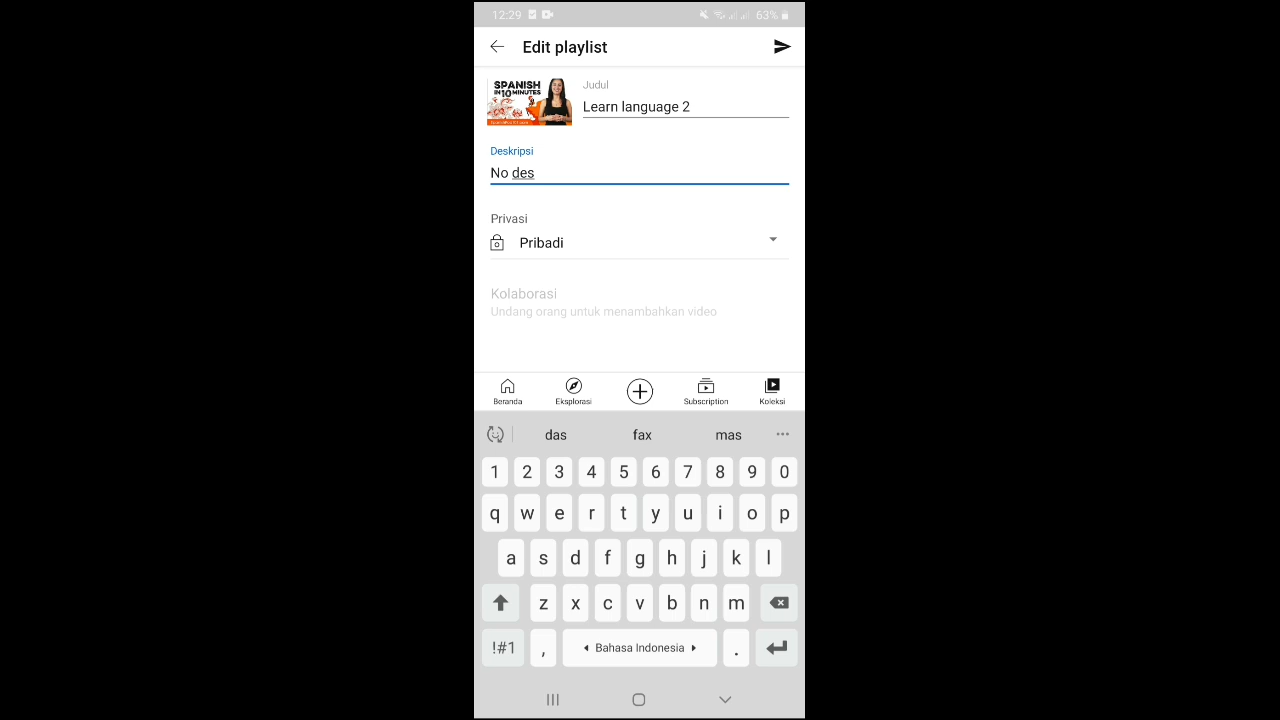 12:29
63%
Edit playlist
SPANISH
IN 10 MINUTES
Judul
Learn language 2
Deskripsi
No des
Privasi
Pribadi
Kolaborasi
Undang orang untuk menambahkan video
Beranda
Eksplorasi
Subscription
Koleksi
das fax mas
1 2 3 4 5 6 7 8 9 0
q w e r t y u i o p
a s d f g h j k l
z x c v b n m
!#1 , Bahasa Indonesia .